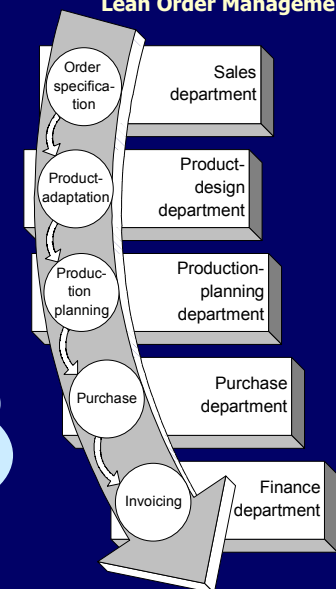 Lean Order Manageme
Order
specifica-
tion
Sales
department
Product-
adaptation
Product-
design
department
Produc-
tion
planning
Production-
planning
department
Purchase
Purchase
department
Invoicing
Finance
department